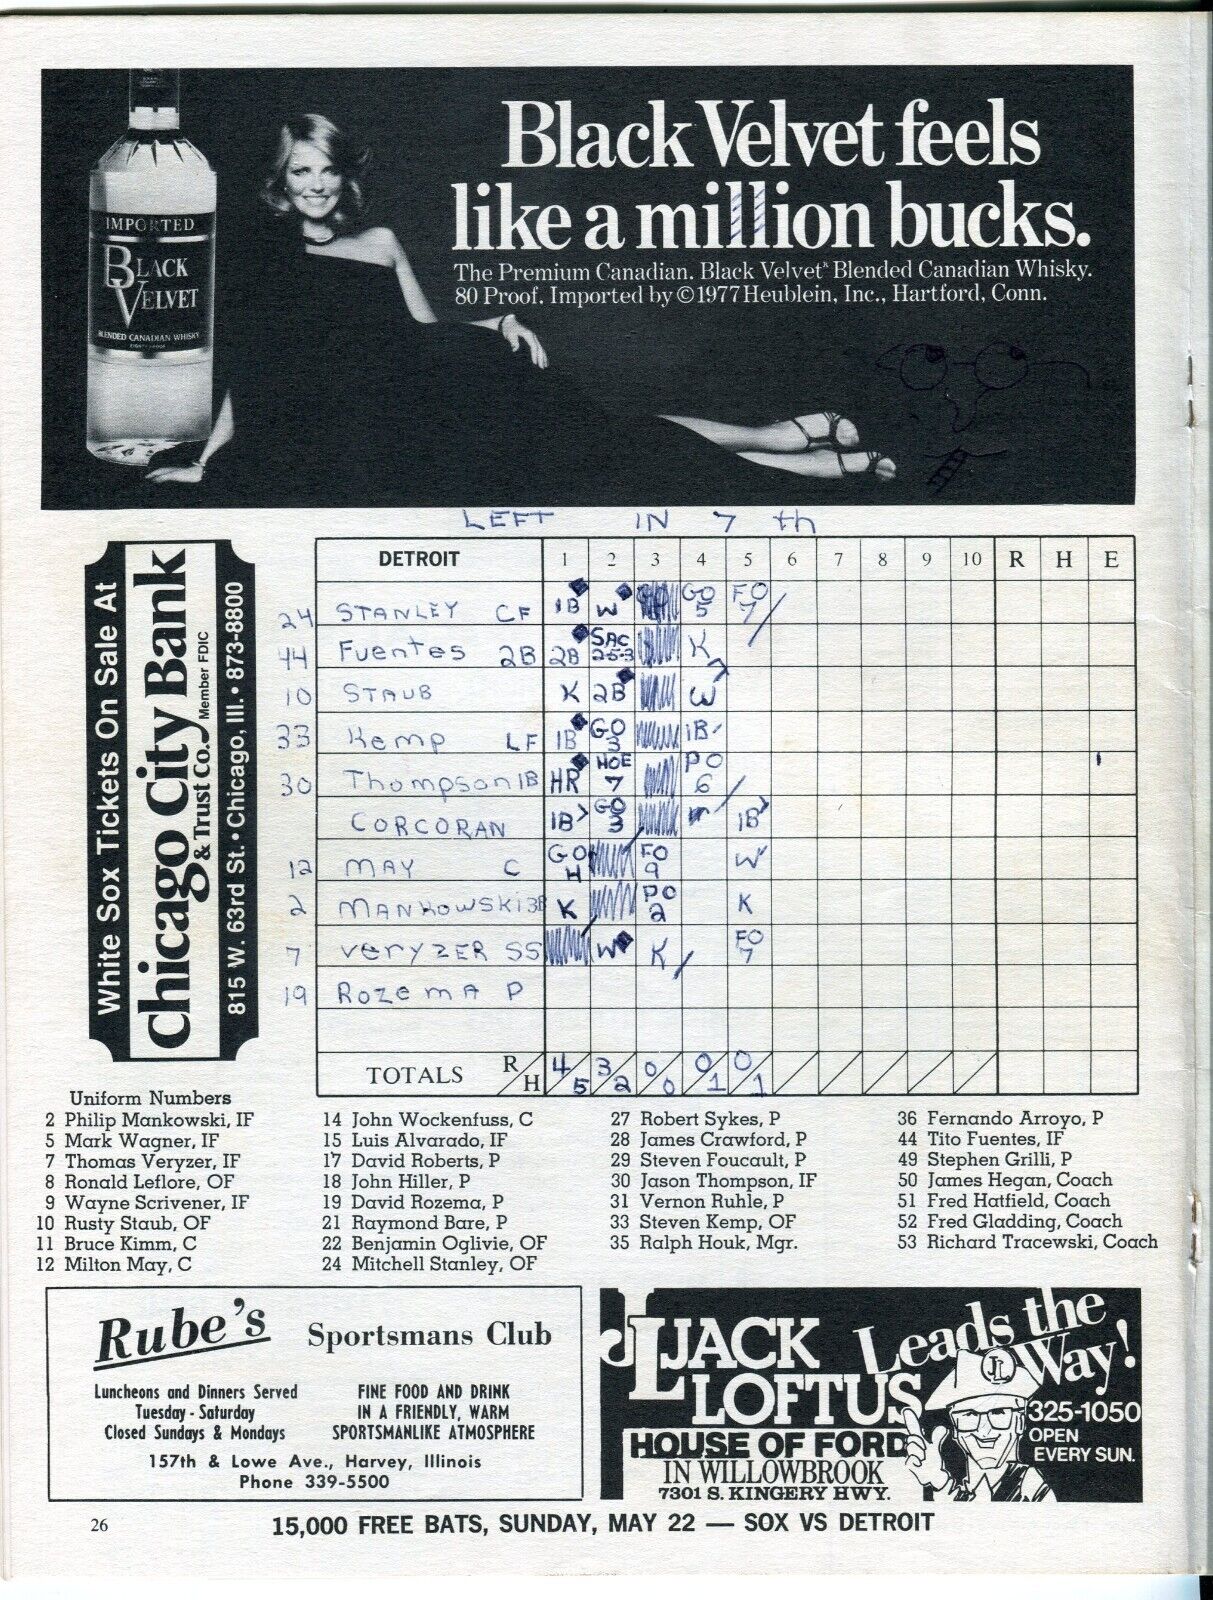 Black Velvet feels
like a million bucks.
The Premium Canadian. Black Velvet® Blended Canadian Whisky.
80 Proof. Imported by ©1977 Heublein, Inc., Hartford, Conn.
IMPORTED
BLACK
VELVET
BLENDED CANADIAN WHISKY
LEFT IN 7 th
White Sox Tickets On Sale At
Chicago City Bank
& Trust Co. Member FDIC
815 W. 63rd St. • Chicago, Ill. • 873-8800
DETROIT 1 2 3 4 5 6 7 8 9 10 R H E
24 STANLEY CF 1B W GO 5 FO 7
44 Fuentes 2B 2B SAC 2-5-3 K
10 STAUB K 2B W
33 Kemp LF 1B GO 3 1B
30 Thompson 1B HR HOE 7 PO 6
CORCORAN 1B GO 3 1B
12 MAY C GO H FO 9 W
2 MANKOWSKI 3B K PO 2 K
7 VERYZER SS W K FO 7
19 ROZEMA P
TOTALS R/H 4/5 3/2 0/0 0/1 0/1
Uniform Numbers
2 Philip Mankowski, IF
5 Mark Wagner, IF
7 Thomas Veryzer, IF
8 Ronald Leflore, OF
9 Wayne Scrivener, IF
10 Rusty Staub, OF
11 Bruce Kimm, C
12 Milton May, C
14 John Wockenfuss, C
15 Luis Alvarado, IF
17 David Roberts, P
18 John Hiller, P
19 David Rozema, P
21 Raymond Bare, P
22 Benjamin Oglivie, OF
24 Mitchell Stanley, OF
27 Robert Sykes, P
28 James Crawford, P
29 Steven Foucault, P
30 Jason Thompson, IF
31 Vernon Ruhle, P
33 Steven Kemp, OF
35 Ralph Houk, Mgr.
36 Fernando Arroyo, P
44 Tito Fuentes, IF
49 Stephen Grilli, P
50 James Hegan, Coach
51 Fred Hatfield, Coach
52 Fred Gladding, Coach
53 Richard Tracewski, Coach
Rube's Sportsmans Club
Luncheons and Dinners Served
Tuesday - Saturday
Closed Sundays & Mondays
FINE FOOD AND DRINK
IN A FRIENDLY, WARM
SPORTSMANLIKE ATMOSPHERE
157th & Lowe Ave., Harvey, Illinois
Phone 339-5500
JACK
LOFTUS
Leads the
Way!
JL
HOUSE OF FORD
IN WILLOWBROOK
7301 S. KINGERY HWY.
325-1050
OPEN
EVERY SUN.
26
15,000 FREE BATS, SUNDAY, MAY 22 — SOX VS DETROIT